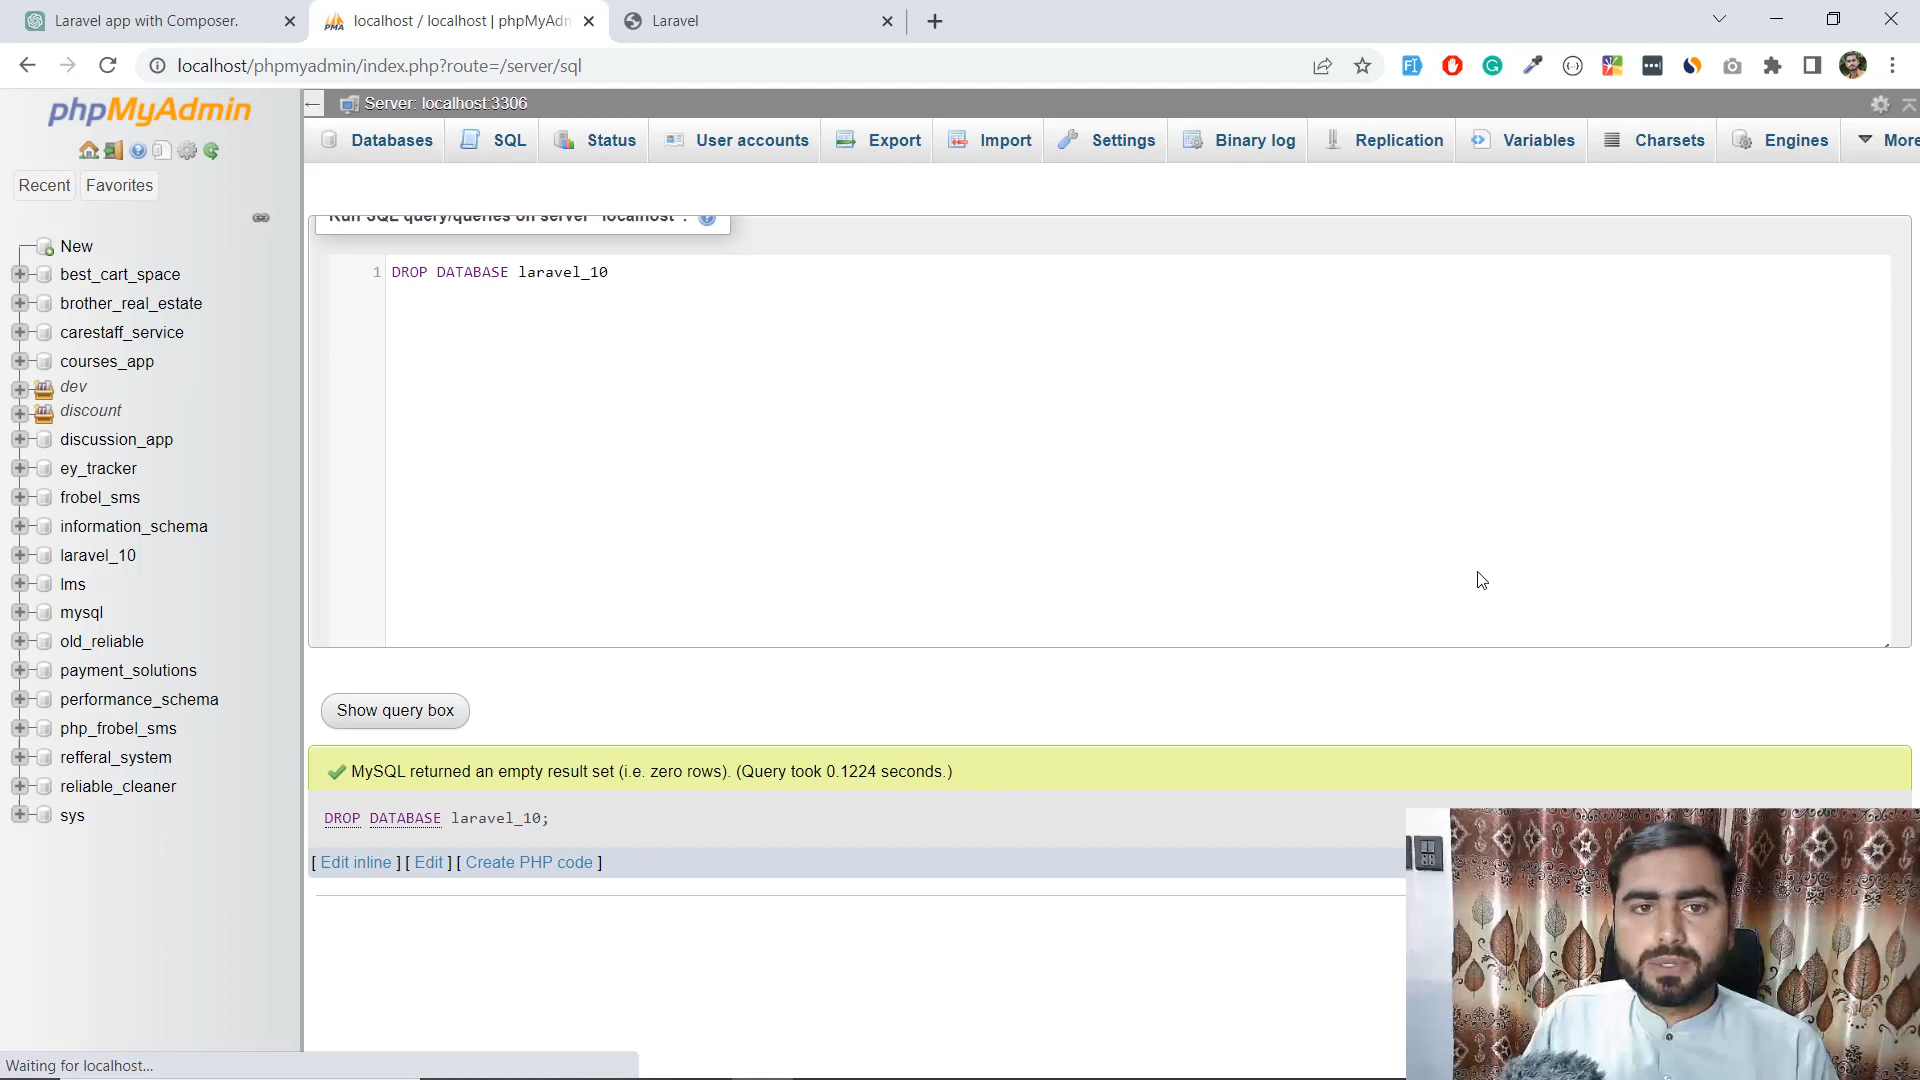 Laravel app with Composer.
localhost / localhost | phpMyAdm
Laravel
localhost/phpmyadmin/index.php?route=/server/sql
phpMyAdmin
Server: localhost:3306
Databases SQL Status User accounts Export Import Settings Binary log Replication Variables Charsets Engines More
Recent Favorites
Run SQL query/queries on server "localhost":
1 DROP DATABASE laravel_10
New
best_cart_space
brother_real_estate
carestaff_service
courses_app
dev
discount
discussion_app
ey_tracker
frobel_sms
information_schema
laravel_10
lms
mysql
old_reliable
payment_solutions
performance_schema
php_frobel_sms
refferal_system
reliable_cleaner
sys
Show query box
MySQL returned an empty result set (i.e. zero rows). (Query took 0.1224 seconds.)
DROP DATABASE laravel_10;
[ Edit inline ] [ Edit ] [ Create PHP code ]
Waiting for localhost...